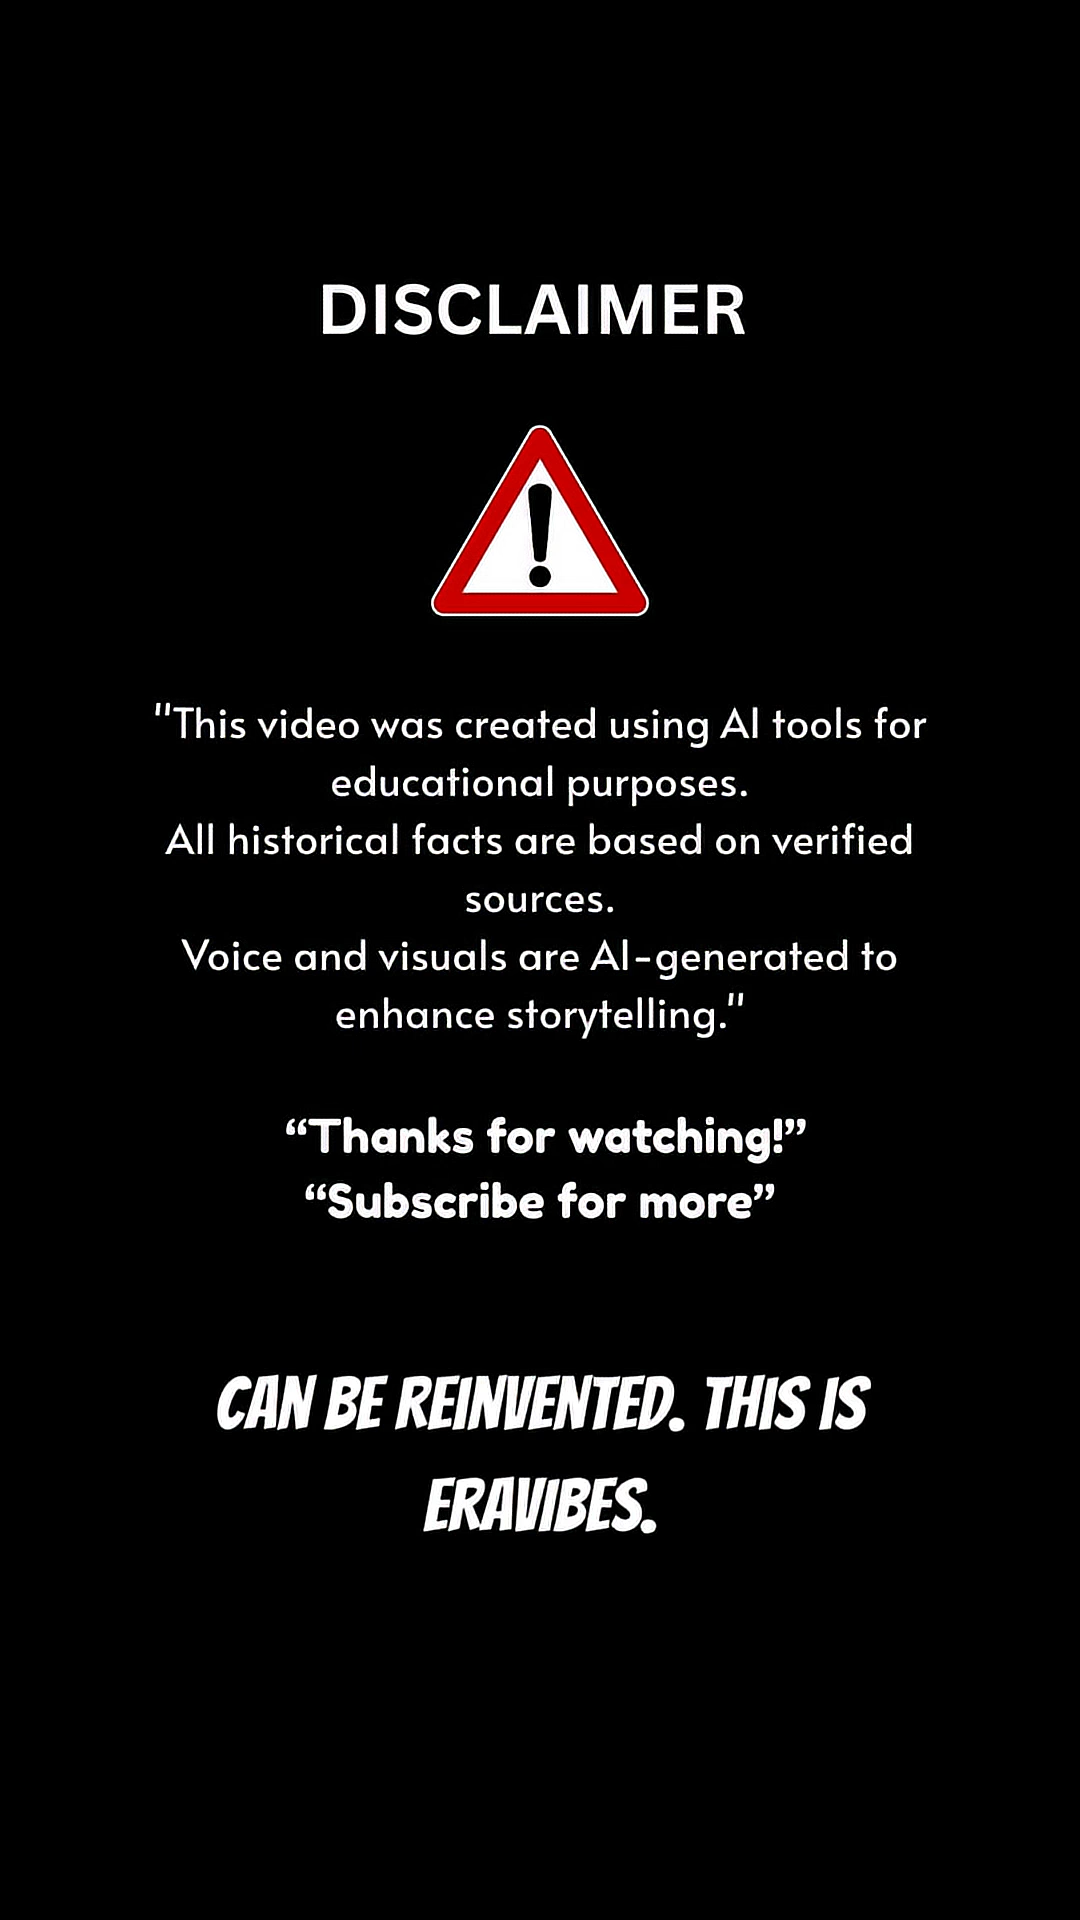 DISCLAIMER
"This video was created using AI tools for
educational purposes.
All historical facts are based on verified
sources.
Voice and visuals are AI-generated to
enhance storytelling."
“Thanks for watching!”
“Subscribe for more”
CAN BE REINVENTED. THIS IS
ERAVIBES.